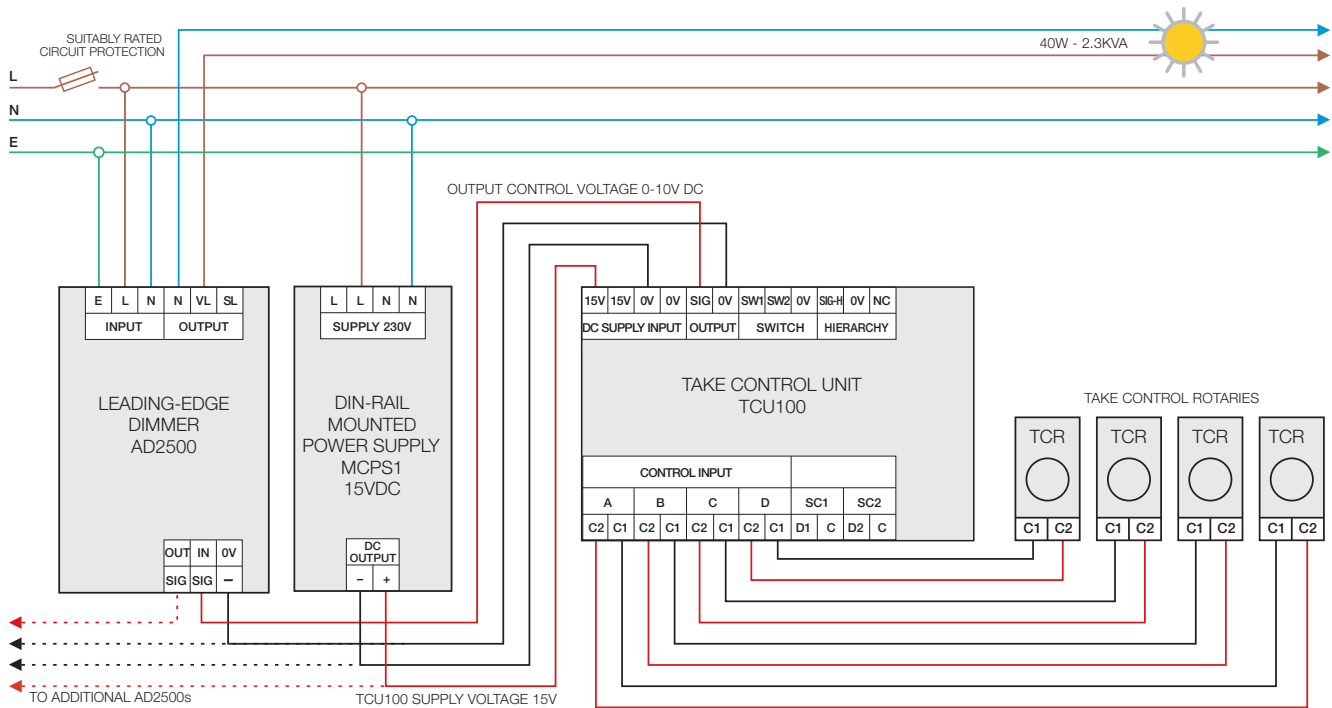 SUITABLY RATED
CIRCUIT PROTECTION
40W - 2.3KVA
L
N
E
OUTPUT CONTROL VOLTAGE 0-10V DC
E L N N VL SL
INPUT OUTPUT
LEADING-EDGE
DIMMER
AD2500
OUT IN 0V
SIG SIG –
L L N N
SUPPLY 230V
DIN-RAIL
MOUNTED
POWER SUPPLY
MCPS1
15VDC
DC
OUTPUT
– +
15V 15V 0V 0V SIG 0V SW1 SW2 0V SIG-H 0V NC
DC SUPPLY INPUT OUTPUT SWITCH HIERARCHY
TAKE CONTROL UNIT
TCU100
CONTROL INPUT
A B C D SC1 SC2
C2 C1 C2 C1 C2 C1 C2 C1 D1 C D2 C
TAKE CONTROL ROTARIES
TCR TCR TCR TCR
C1 C2 C1 C2 C1 C2 C1 C2
TO ADDITIONAL AD2500s
TCU100 SUPPLY VOLTAGE 15V